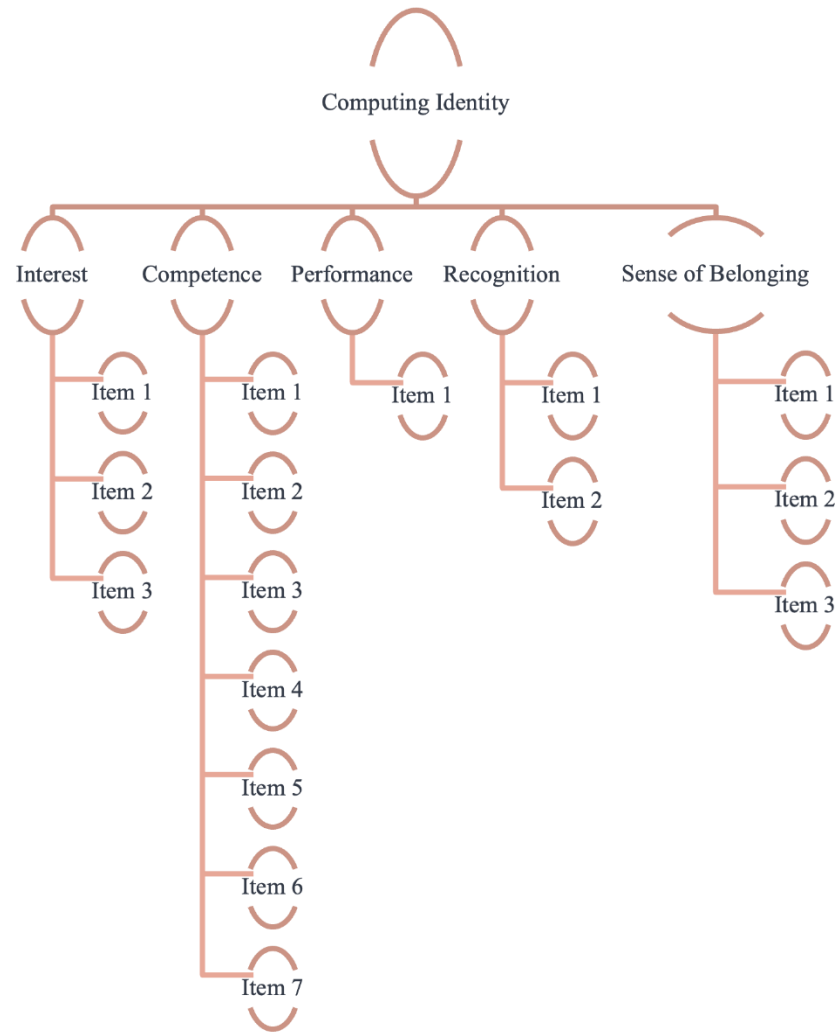 Computing Identity
Interest
Competence
Performance
Recognition
Sense of Belonging
Item 1
Item 2
Item 3
Item 1
Item 2
Item 3
Item 4
Item 5
Item 6
Item 7
Item 1
Item 1
Item 2
Item 1
Item 2
Item 3